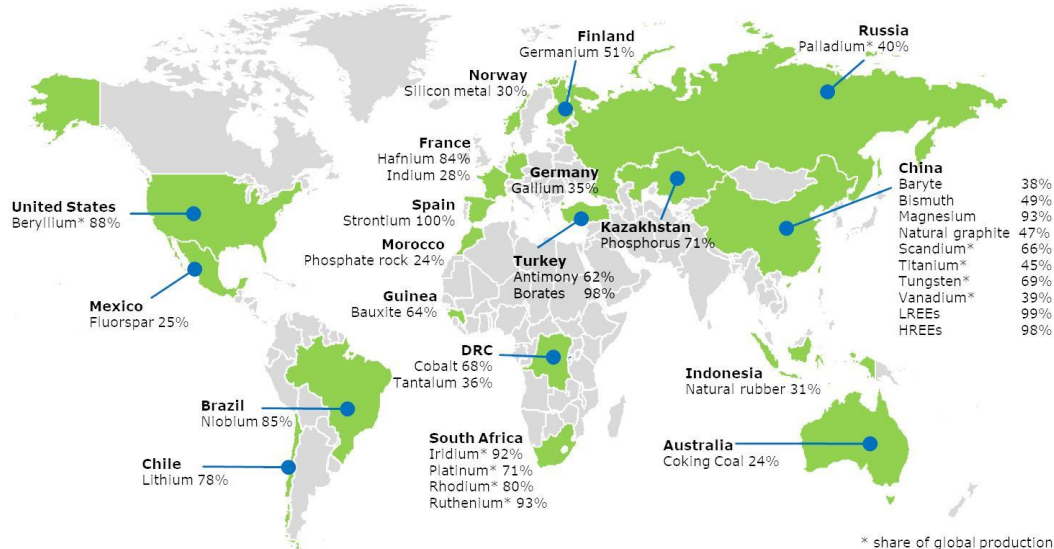 Finland
Germanium 51%
Russia
Palladium* 40%
Norway
Silicon metal 30%
France
Hafnium 84%
Indium 28%
Germany
Gallium 35%
China
Baryte 38%
Bismuth 49%
Magnesium 93%
Natural graphite 47%
Scandium* 66%
Titanium* 45%
Tungsten* 69%
Vanadium* 39%
LREEs 99%
HREEs 98%
United States
Beryllium* 88%
Spain
Strontium 100%
Kazakhstan
Phosphorus 71%
Morocco
Phosphate rock 24%
Turkey
Antimony 62%
Borates 98%
Mexico
Fluorspar 25%
Guinea
Bauxite 64%
DRC
Cobalt 68%
Tantalum 36%
Indonesia
Natural rubber 31%
Brazil
Niobium 85%
South Africa
Iridium* 92%
Platinum* 71%
Rhodium* 80%
Ruthenium* 93%
Australia
Coking Coal 24%
Chile
Lithium 78%
* share of global production